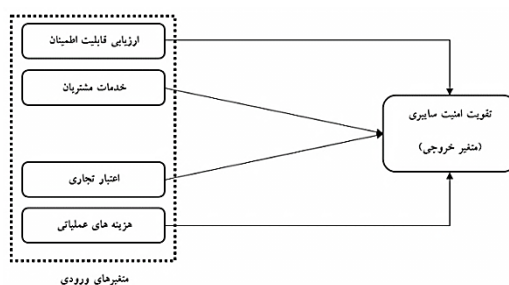 ارزیابی قابلیت اطمینان
خدمات مشتریان
تقویت امنیت سایبری
(متغیر خروجی)
اعتبار تجاری
هزینه های عملیاتی
متغیرهای ورودی